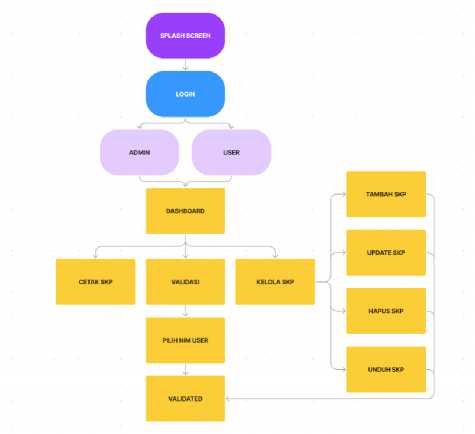 SPLASH SCREEN
LOGIN
ADMIN
USER
DASHBOARD
CETAK SKP
VALIDASI
KELOLA SKP
TAMBAH SKP
UPDATE SKP
HAPUS SKP
UNDUH SKP
PILIH NIM USER
VALIDATED